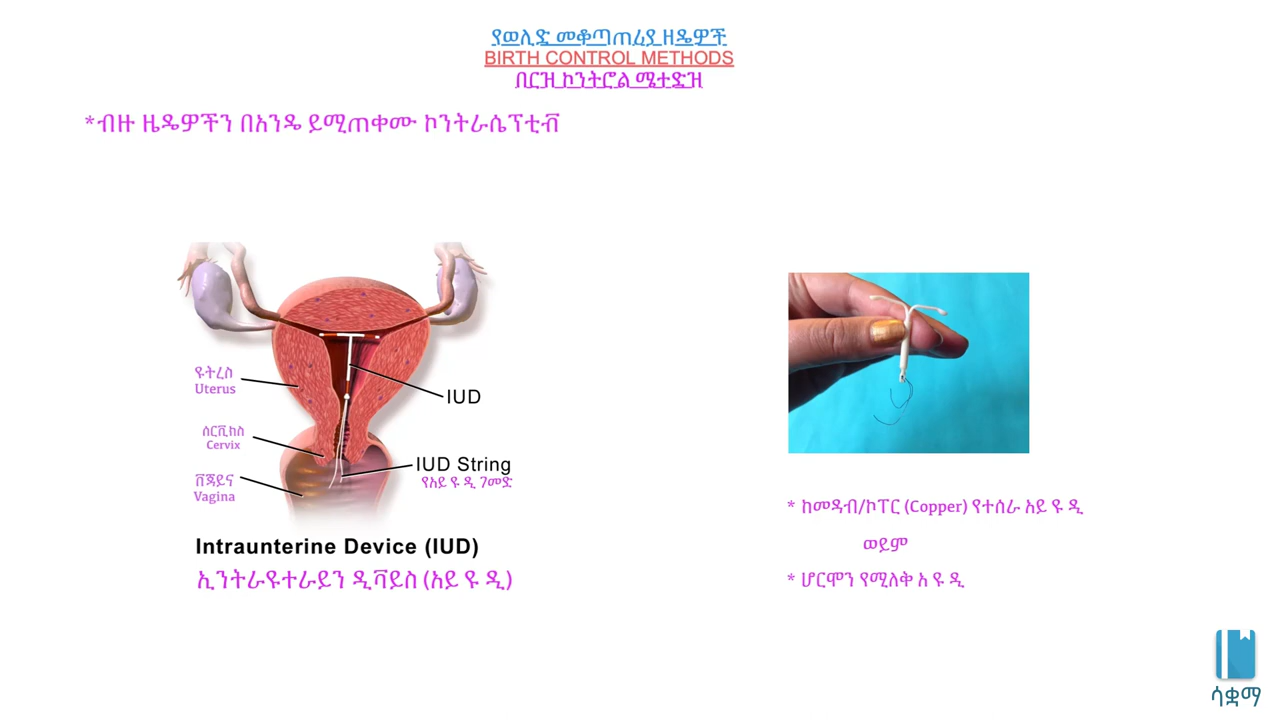 የወሊድ መቆጣጠሪያ ዘዴዎች
BIRTH CONTROL METHODS
በርዝ ኮንትሮል ሜተድዝ
*ብዙ ዜዴዎችን በአንዴ ይሚጠቀሙ ኮንትራሴፕቲቭ
ዩትረስ
Uterus
ሰርቪክስ
Cervix
ቨጃይና
Vagina
IUD
IUD String
የአይ ዩ ዲ ገመድ
Intraunterine Device (IUD)
ኢንትራዩተራይን ዲቫይስ (አይ ዩ ዲ)
* ከመዳብ/ኮፐር (Copper) የተሰራ አይ ዩ ዲ
ወይም
* ሆርሞን የሚለቅ አ ዩ ዲ
ሳቋማ